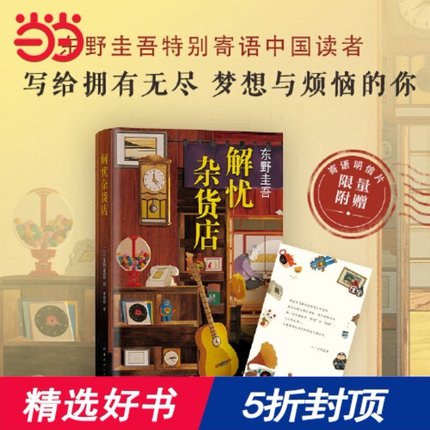 当当
东野圭吾特别寄语中国读者
写给拥有无尽 梦想与烦恼的你
寄语明信片
限量
附赠
东野圭吾
解忧
杂货店
解忧杂货店
精选好书
5折封顶